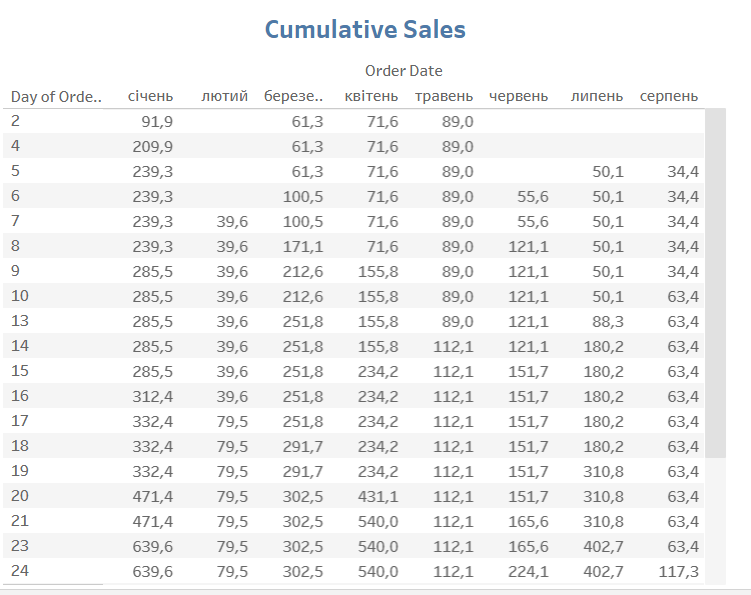 Cumulative Sales
Order Date
Day of Orde.. січень лютий березе.. квітень травень червень липень серпень
2 91,9 61,3 71,6 89,0
4 209,9 61,3 71,6 89,0
5 239,3 61,3 71,6 89,0 50,1 34,4
6 239,3 100,5 71,6 89,0 55,6 50,1 34,4
7 239,3 39,6 100,5 71,6 89,0 55,6 50,1 34,4
8 239,3 39,6 171,1 71,6 89,0 121,1 50,1 34,4
9 285,5 39,6 212,6 155,8 89,0 121,1 50,1 34,4
10 285,5 39,6 212,6 155,8 89,0 121,1 50,1 63,4
13 285,5 39,6 251,8 155,8 89,0 121,1 88,3 63,4
14 285,5 39,6 251,8 155,8 112,1 121,1 180,2 63,4
15 285,5 39,6 251,8 234,2 112,1 151,7 180,2 63,4
16 312,4 39,6 251,8 234,2 112,1 151,7 180,2 63,4
17 332,4 79,5 251,8 234,2 112,1 151,7 180,2 63,4
18 332,4 79,5 291,7 234,2 112,1 151,7 180,2 63,4
19 332,4 79,5 291,7 234,2 112,1 151,7 310,8 63,4
20 471,4 79,5 302,5 431,1 112,1 151,7 310,8 63,4
21 471,4 79,5 302,5 540,0 112,1 165,6 310,8 63,4
23 639,6 79,5 302,5 540,0 112,1 165,6 402,7 63,4
24 639,6 79,5 302,5 540,0 112,1 224,1 402,7 117,3